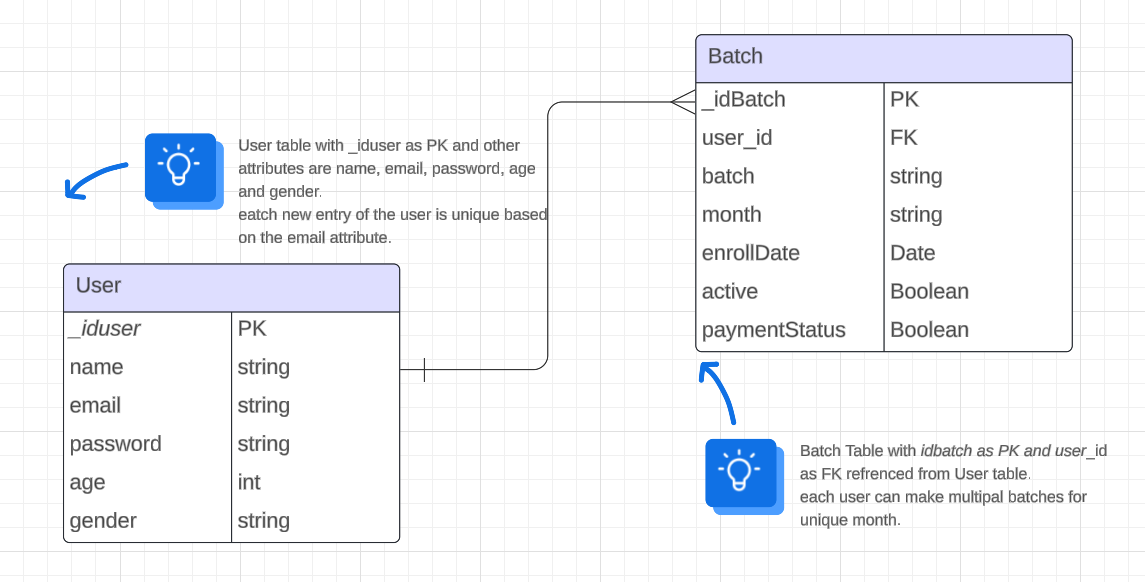 Batch
_idBatch PK
user_id FK
batch string
month string
enrollDate Date
active Boolean
paymentStatus Boolean
User table with _iduser as PK and other
attributes are name, email, password, age
and gender.
eatch new entry of the user is unique based
on the email attribute.
User
_iduser PK
name string
email string
password string
age int
gender string
Batch Table with idbatch as PK and user_id
as FK refrenced from User table.
each user can make multipal batches for
unique month.